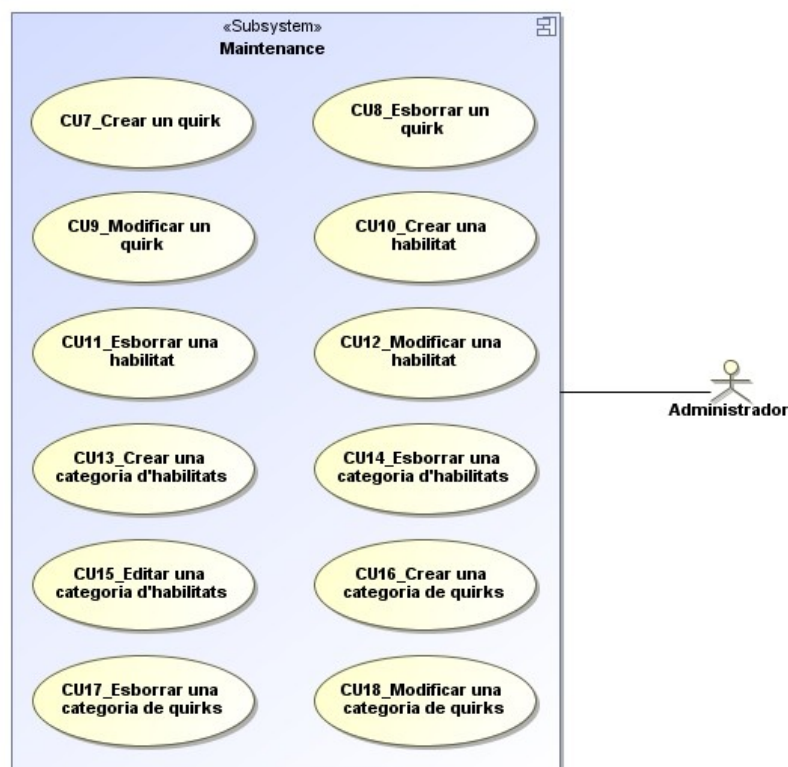 «Subsystem»
Maintenance
CU7_Crear un quirk
CU8_Esborrar un
quirk
CU9_Modificar un
quirk
CU10_Crear una
habilitat
CU11_Esborrar una
habilitat
CU12_Modificar una
habilitat
CU13_Crear una
categoria d'habilitats
CU14_Esborrar una
categoria d'habilitats
CU15_Editar una
categoria d'habilitats
CU16_Crear una
categoria de quirks
CU17_Esborrar una
categoria de quirks
CU18_Modificar una
categoria de quirks
Administrador